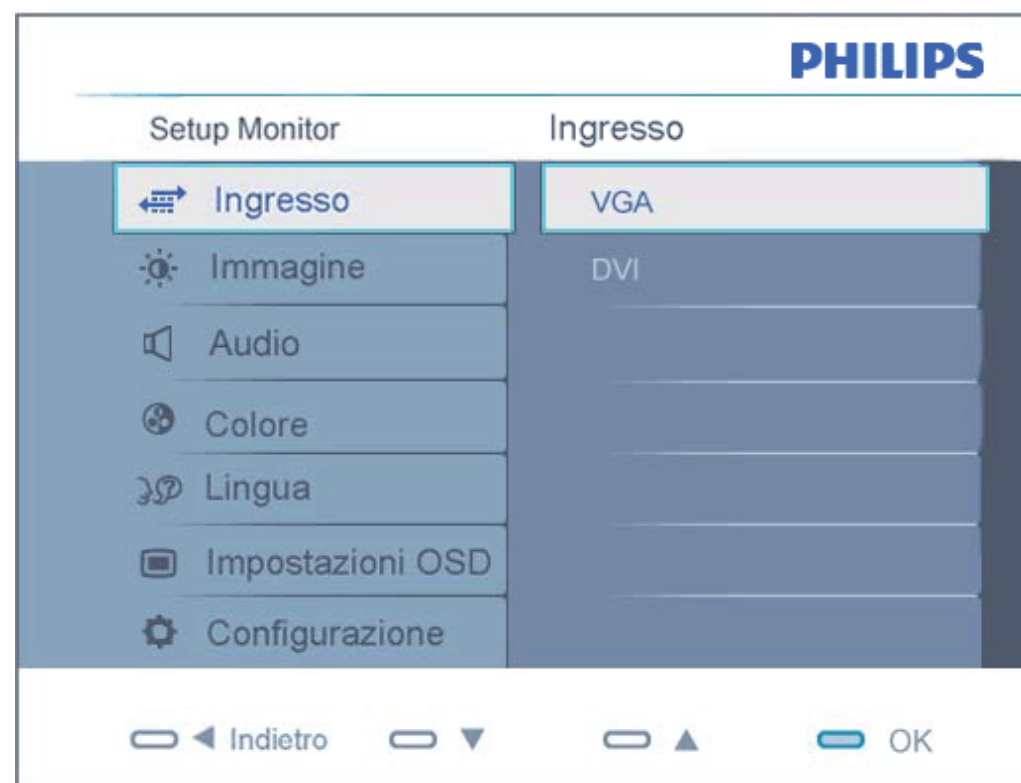 PHILIPS
Setup Monitor
Ingresso
Ingresso
VGA
Immagine
DVI
Audio
Colore
Lingua
Impostazioni OSD
Configurazione
Indietro
OK